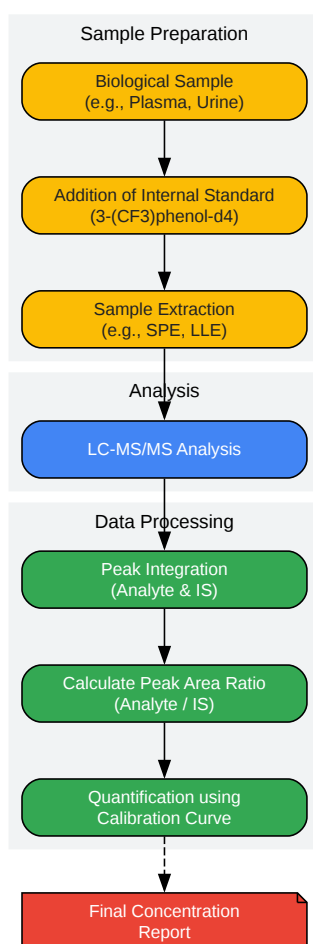 Sample Preparation
Biological Sample
(e.g., Plasma, Urine)
Addition of Internal Standard
(3-(CF3)phenol-d4)
Sample Extraction
(e.g., SPE, LLE)
Analysis
LC-MS/MS Analysis
Data Processing
Peak Integration
(Analyte & IS)
Calculate Peak Area Ratio
(Analyte / IS)
Quantification using
Calibration Curve
Final Concentration
Report